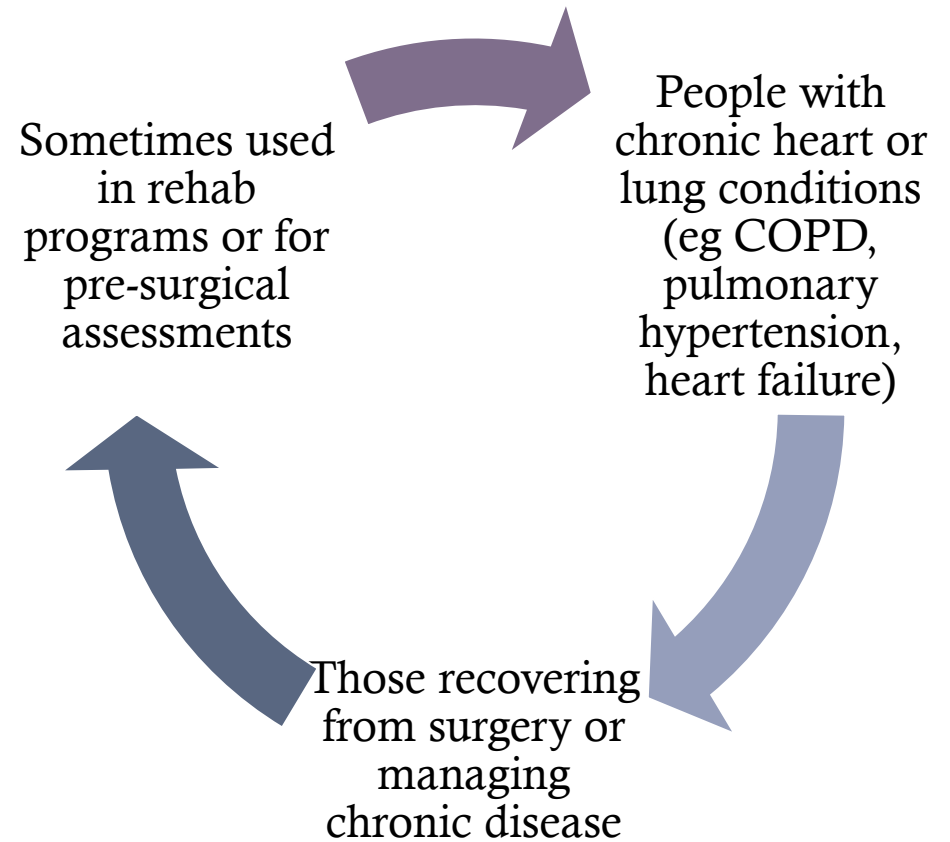 Sometimes used
in rehab
programs or for
pre-surgical
assessments
People with
chronic heart or
lung conditions
(eg COPD,
pulmonary
hypertension,
heart failure)
Those recovering
from surgery or
managing
chronic disease